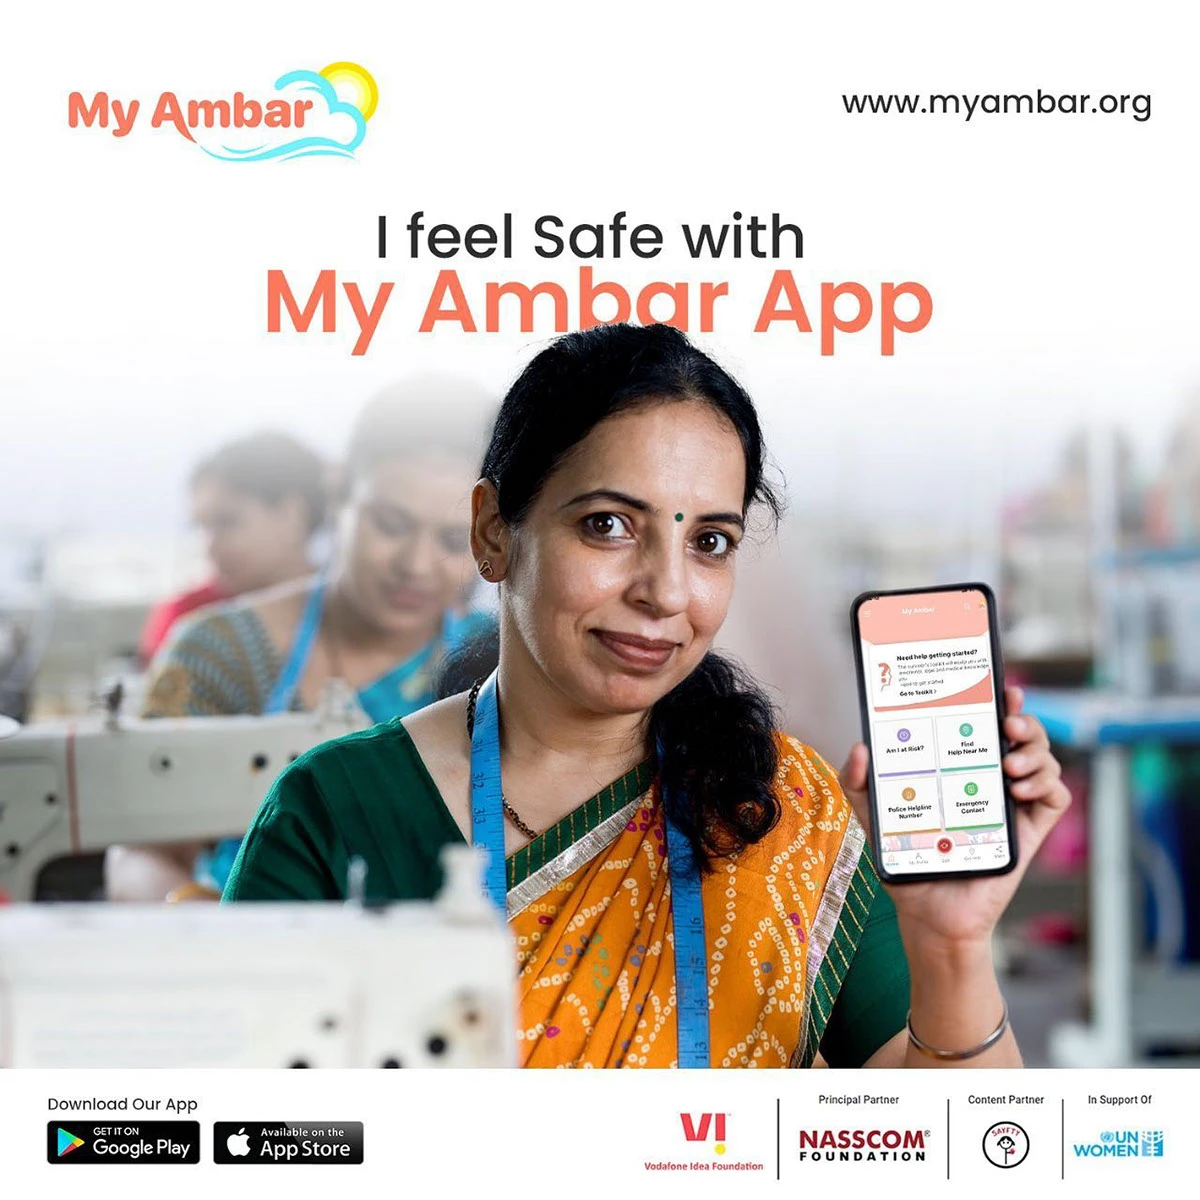 My Ambar
www.myambar.org
I feel Safe with
My Ambar App
My Ambar
Need help getting started?
Go to Toolkit >
Am I at Risk?
Find
Help Near Me
Police Helpline
Number
Emergency
Contact
Download Our App
GET IT ON
Google Play
Available on the
App Store
VI
Vodafone Idea Foundation
Principal Partner
NASSCOM®
FOUNDATION
Content Partner
SAYFTY
In Support Of
UN
WOMEN